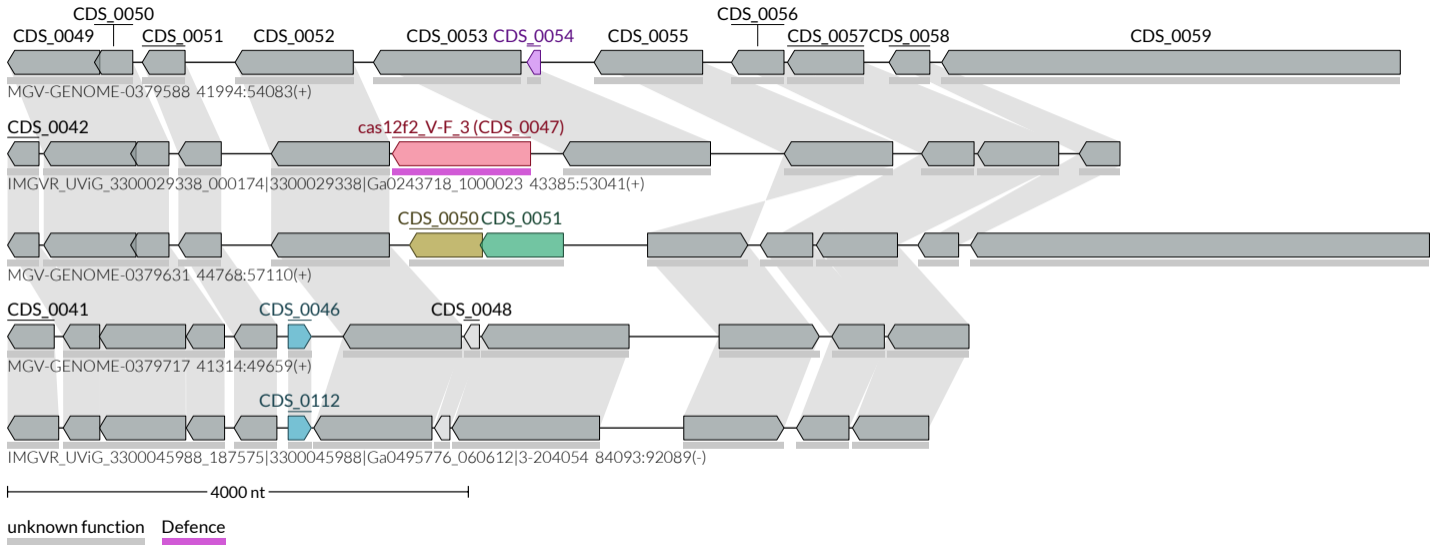 CDS_0050 CDS_0056
CDS_0049 CDS_0051 CDS_0052 CDS_0053 CDS_0054 CDS_0055 CDS_0057 CDS_0058 CDS_0059
MGV-GENOME-0379588 41994:54083(+)
CDS_0042 cas12f2_V-F_3 (CDS_0047)
IMGVR_UViG_3300029338_000174|3300029338|Ga0243718_1000023 43385:53041(+)
CDS_0050 CDS_0051
MGV-GENOME-0379631 44768:57110(+)
CDS_0041 CDS_0046 CDS_0048
MGV-GENOME-0379717 41314:49659(+)
CDS_0112
IMGVR_UViG_3300045988_187575|3300045988|Ga0495776_060612|3-204054 84093:92089(-)
4000 nt
unknown function Defence